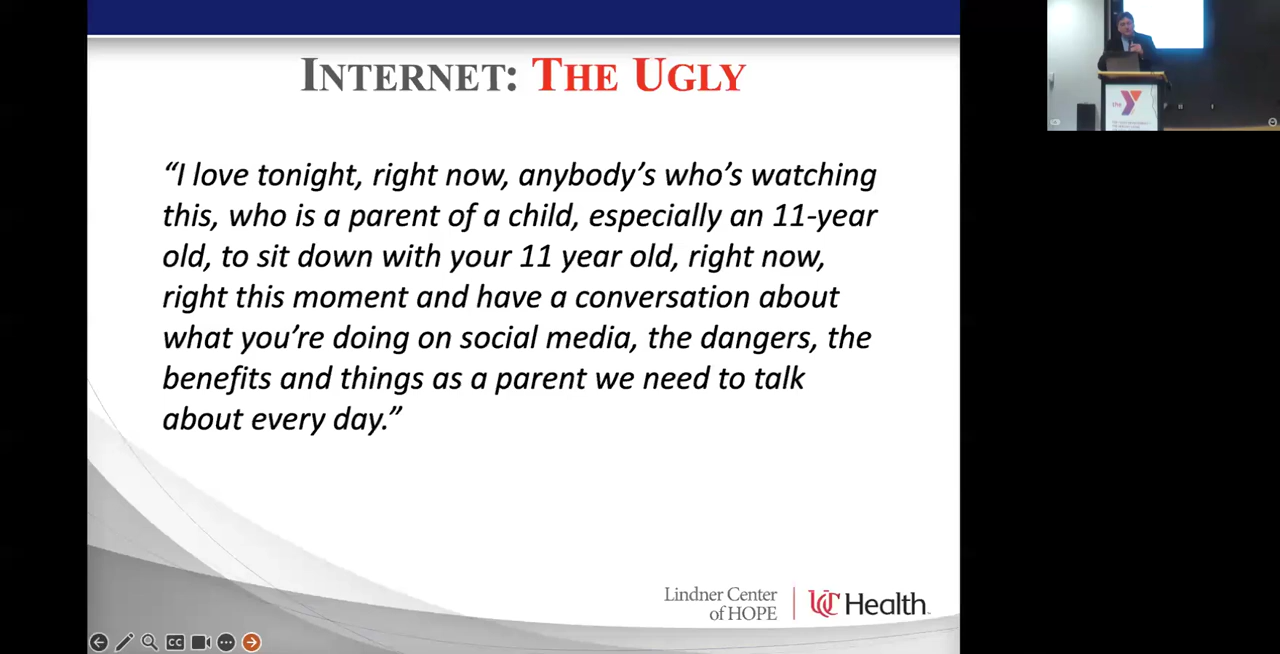 INTERNET: THE UGLY
“I love tonight, right now, anybody’s who’s watching
this, who is a parent of a child, especially an 11-year
old, to sit down with your 11 year old, right now,
right this moment and have a conversation about
what you’re doing on social media, the dangers, the
benefits and things as a parent we need to talk
about every day.”
Lindner Center
of HOPE
UC Health
CC
the Y